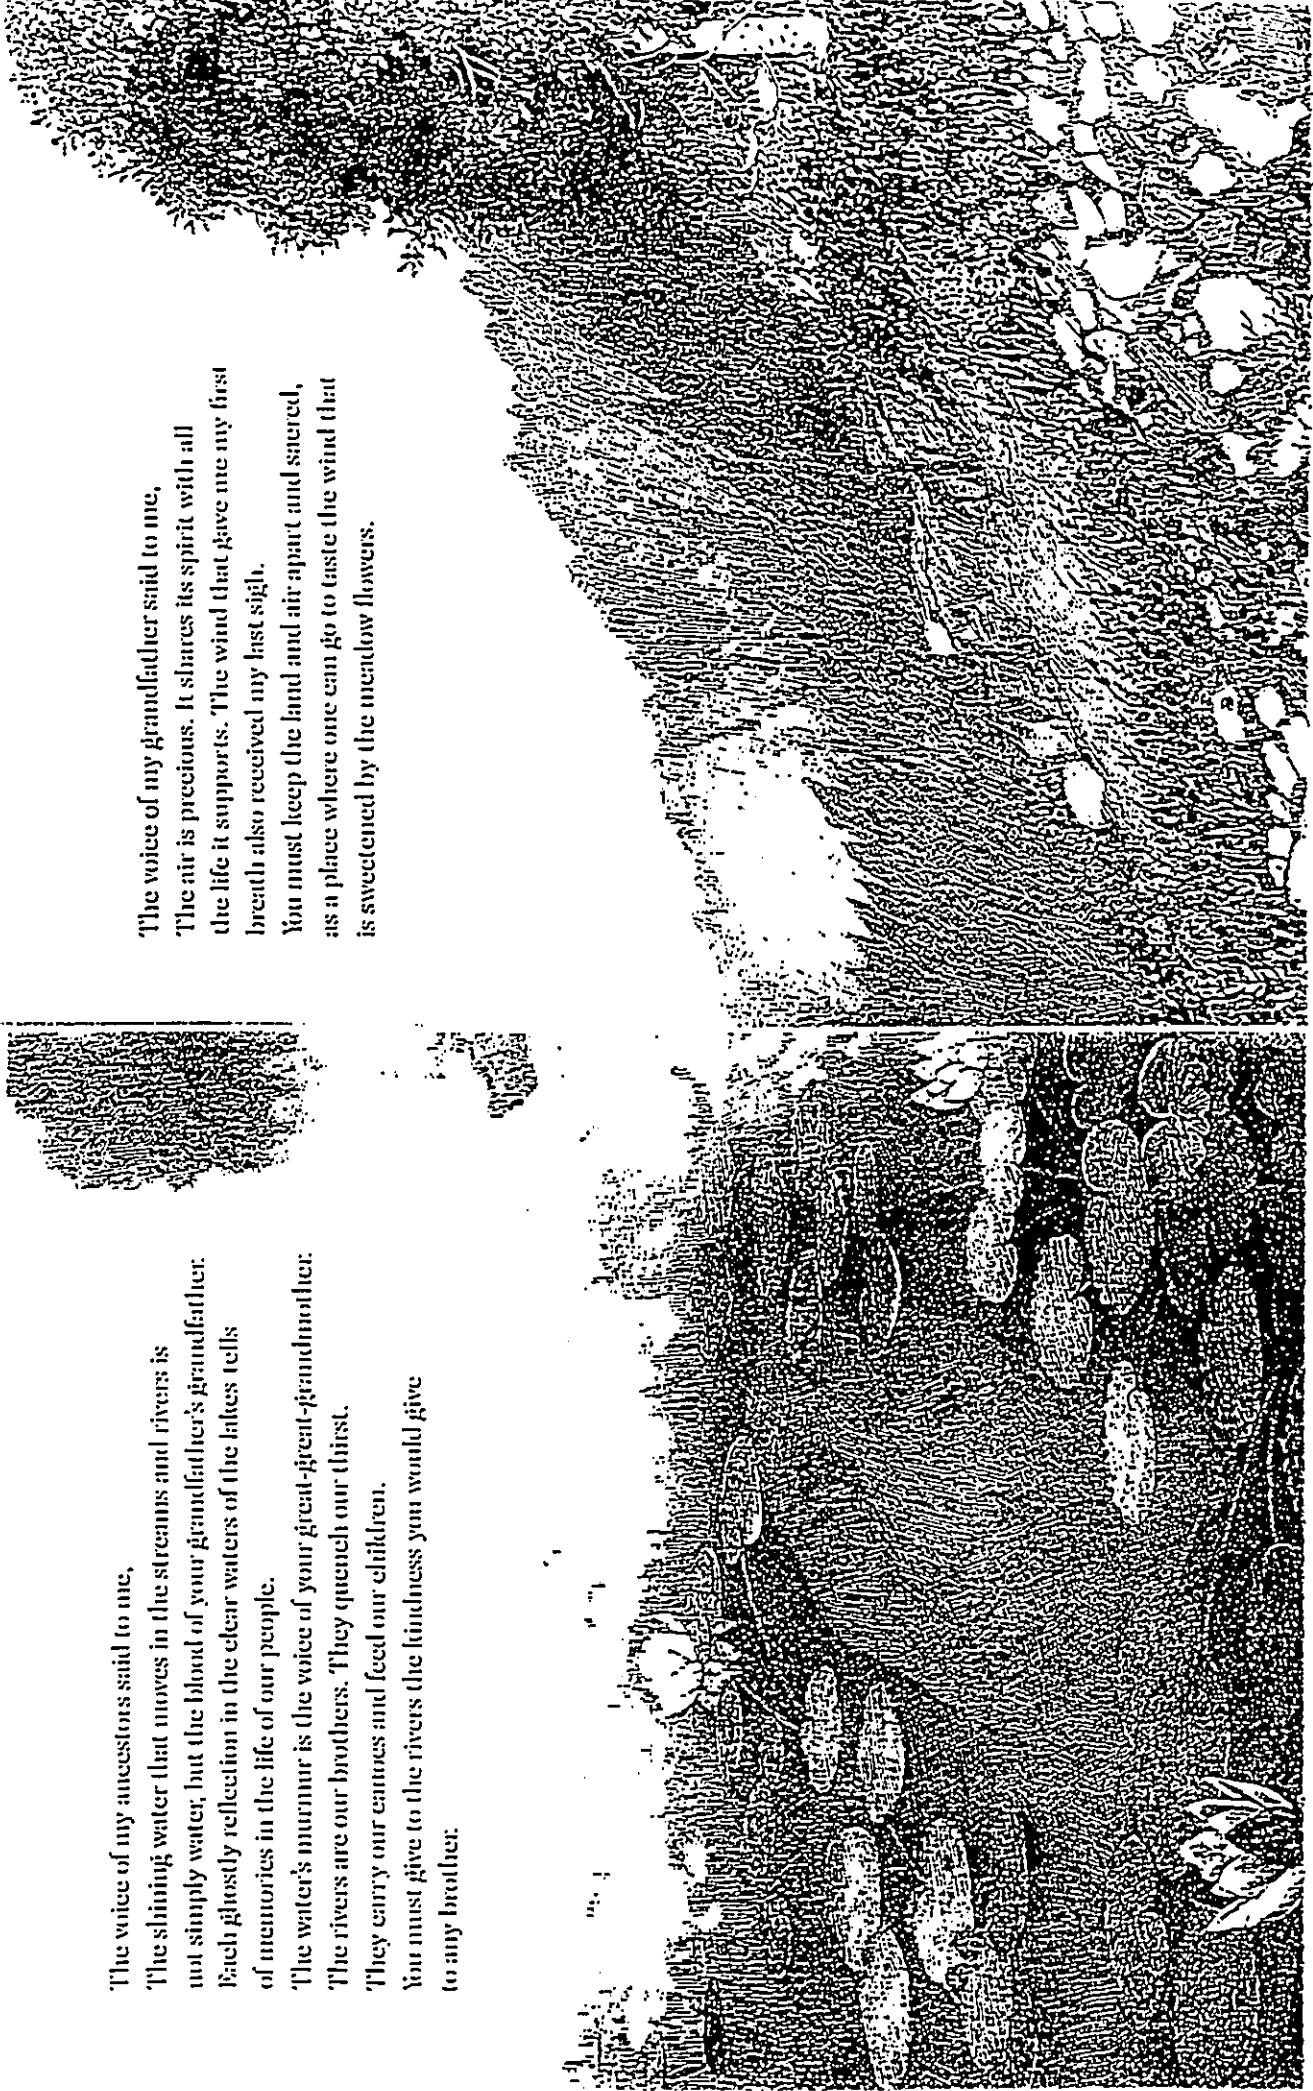 The voice of my ancestors said to me,
The shining water that moves in the streams and rivers is
not simply water, but the blood of your grandfather's grandfather.
Each ghostly reflection in the clear waters of the lakes tells
of memories in the life of our people.
The water's murmur is the voice of your great-great-grandmother.
The rivers are our brothers. They quench our thirst.
They carry our canoes and feed our children.
You must give to the rivers the kindness you would give
to any brother.
The voice of my grandfather said to me,
The air is precious. It shares its spirit with all
the life it supports. The wind that gave me my first
breath also received my last sigh.
You must keep the land and air apart and sacred,
as a place where one can go to taste the wind that
is sweetened by the meadow flowers.